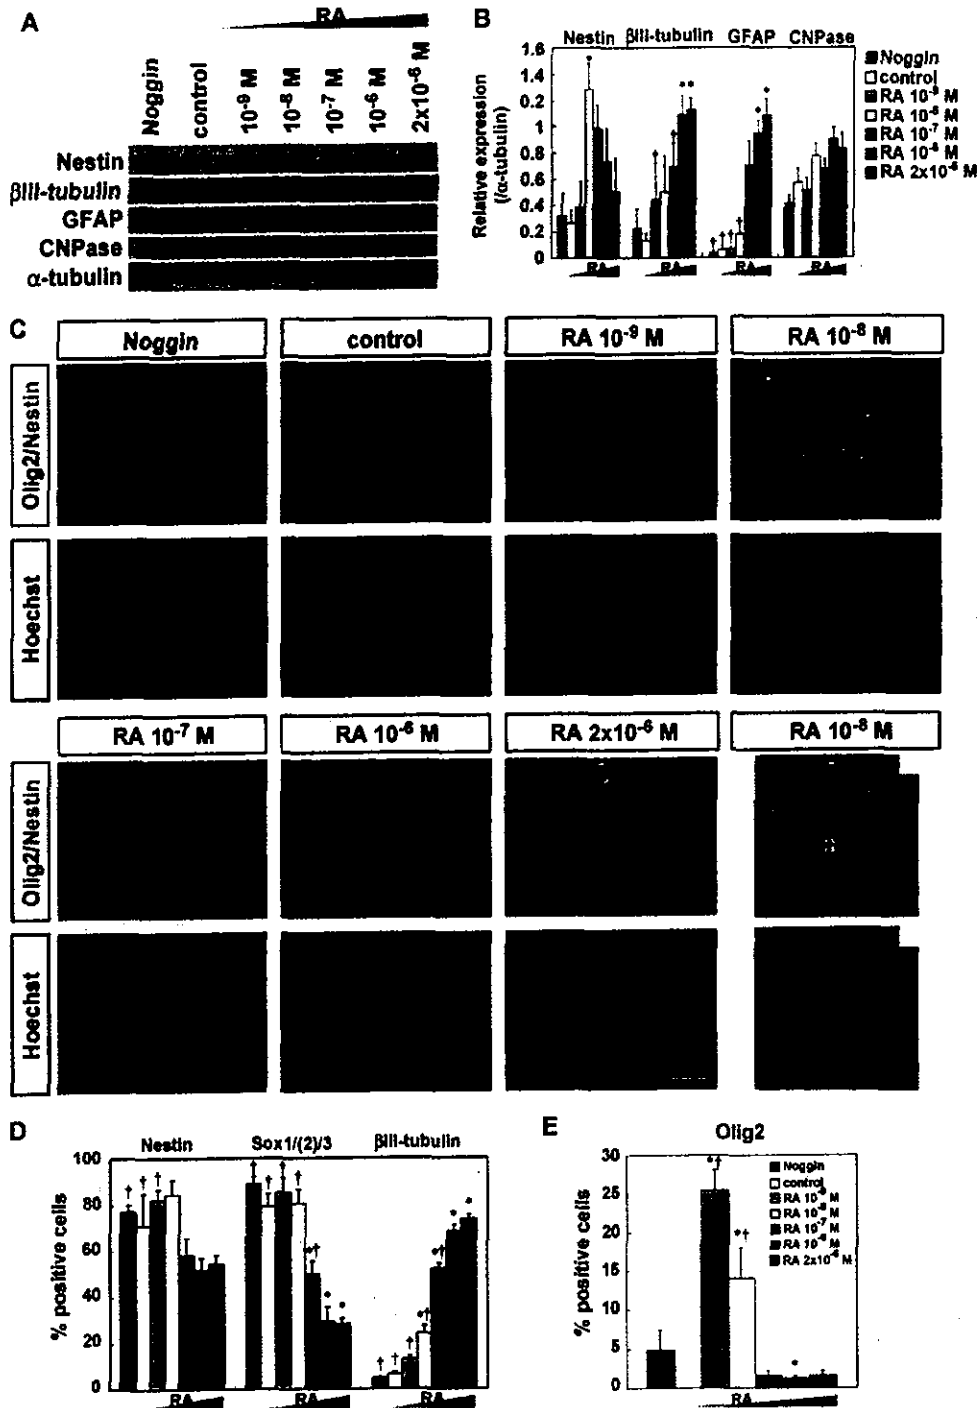 A
RA
Noggin
control
10⁻⁹ M
10⁻⁸ M
10⁻⁷ M
10⁻⁶ M
2x10⁻⁶ M
Nestin
βIII-tubulin
GFAP
CNPase
α-tubulin
B
Nestin βIII-tubulin GFAP CNPase
Relative expression
(/α-tubulin)
1.6
1.4
0.2
1
0.8
0.6
0.4
0.2
0
RA RA RA RA
Noggin
control
RA 10⁻⁹ M
RA 10⁻⁸ M
RA 10⁻⁷ M
RA 10⁻⁶ M
RA 2x10⁻⁶ M
C
Noggin control RA 10⁻⁹ M RA 10⁻⁸ M
Olig2/Nestin
Hoechst
RA 10⁻⁷ M RA 10⁻⁶ M RA 2x10⁻⁶ M RA 10⁻⁸ M
Olig2/Nestin
Hoechst
D
Nestin Sox1/(2)/3 βIII-tubulin
% positive cells
100
80
60
40
20
0
RA RA RA
E
Olig2
% positive cells
30
25
20
15
10
5
0
RA
Noggin
control
RA 10⁻⁹ M
RA 10⁻⁸ M
RA 10⁻⁷ M
RA 10⁻⁶ M
RA 2x10⁻⁶ M